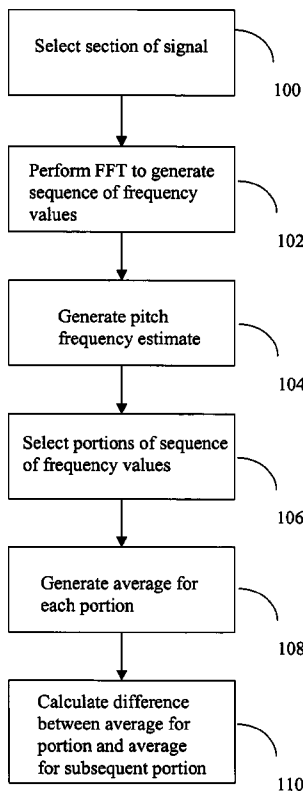 Select section of signal
100
Perform FFT to generate
sequence of frequency
values
102
Generate pitch
frequency estimate
104
Select portions of sequence
of frequency values
106
Generate average for
each portion
108
Calculate difference
between average for
portion and average
for subsequent portion
110